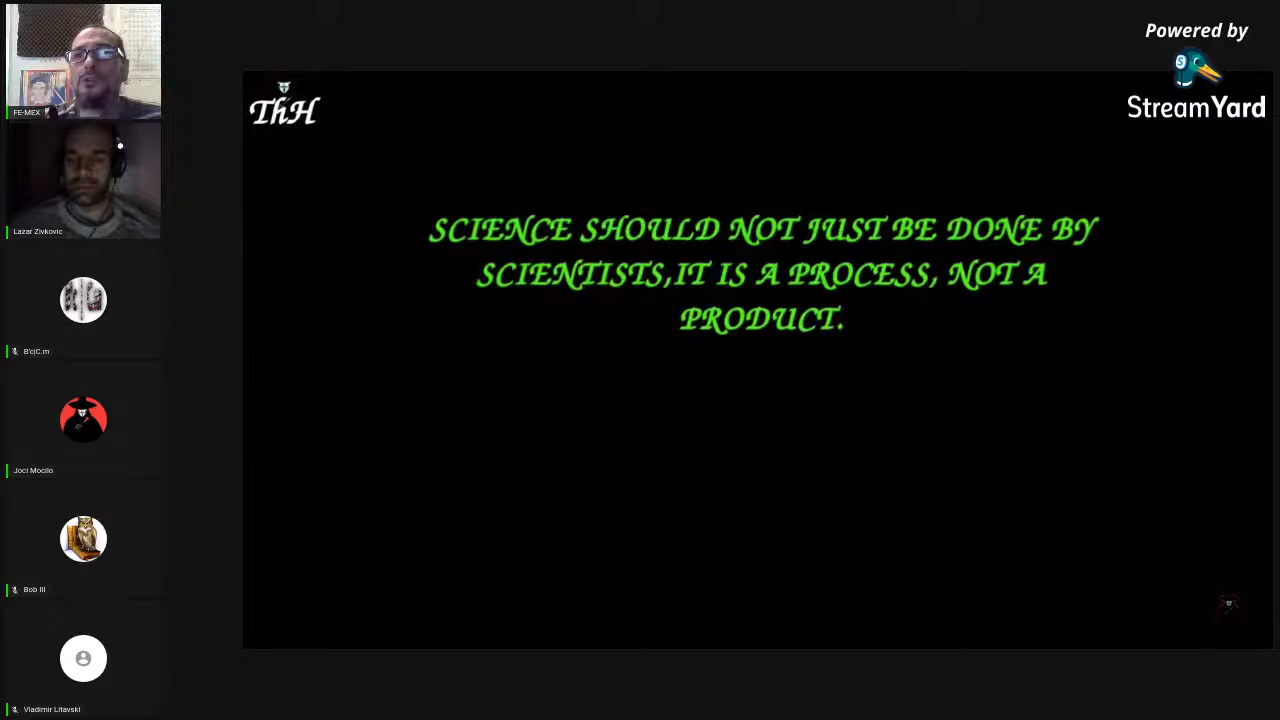 Powered by
StreamYard
ThH
SCIENCE SHOULD NOT JUST BE DONE BY
SCIENTISTS,IT IS A PROCESS, NOT A
PRODUCT.
FE-MEX
Lazar Zivkovic
B'c|C.m
Joci Mocilo
Bob III
Vladimir Litavski